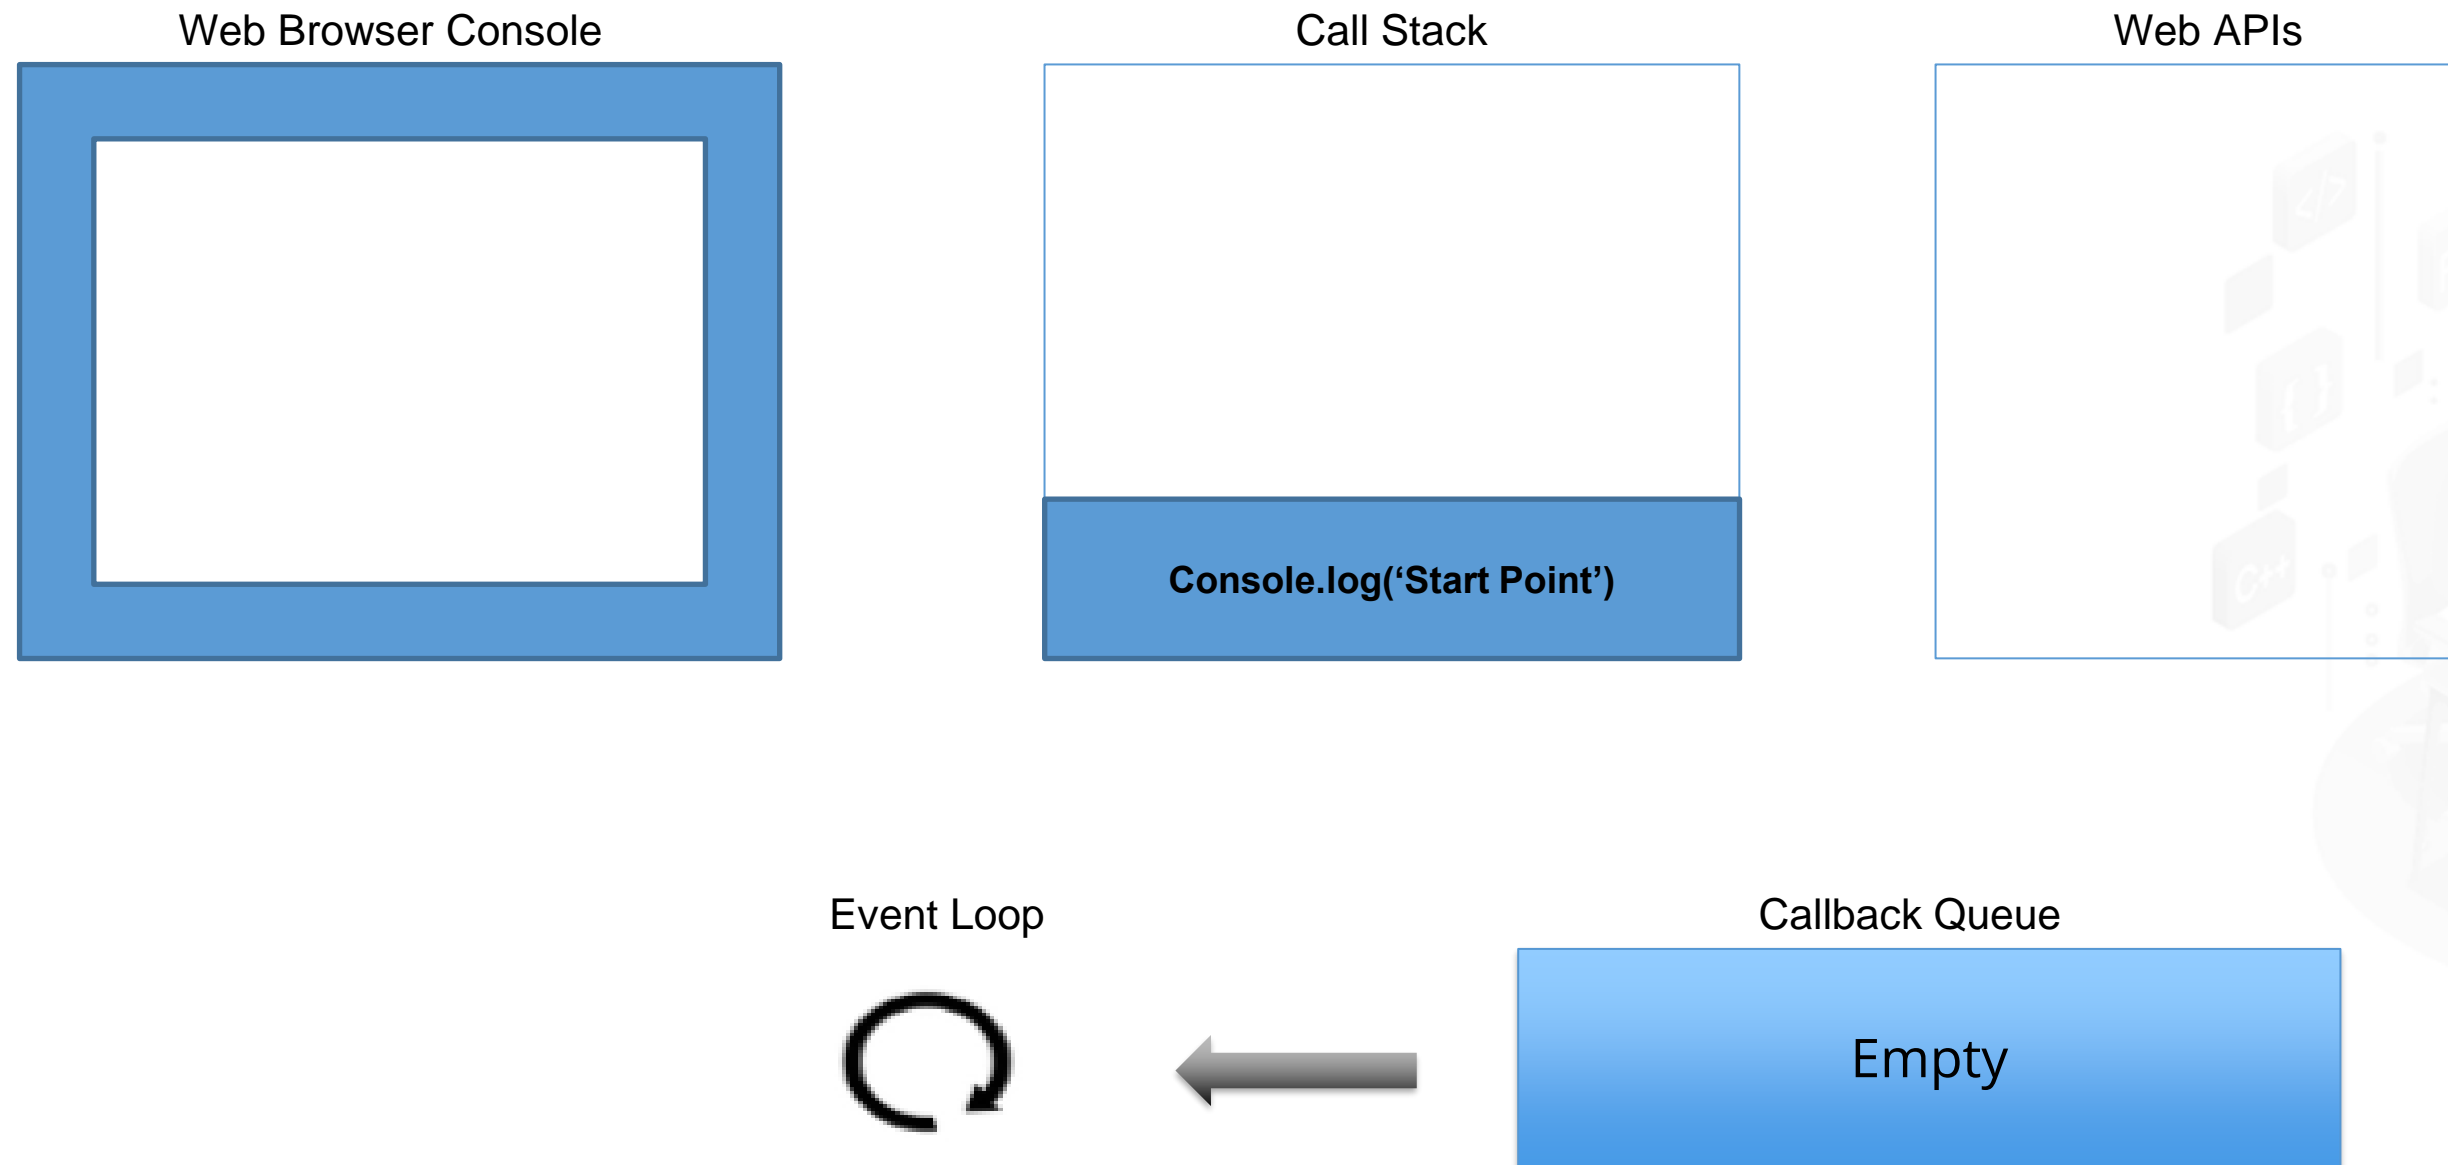 Web Browser Console
Call Stack
Web APIs
</>
{ }
Console.log(‘Start Point’)
C++
Event Loop
Callback Queue
Empty